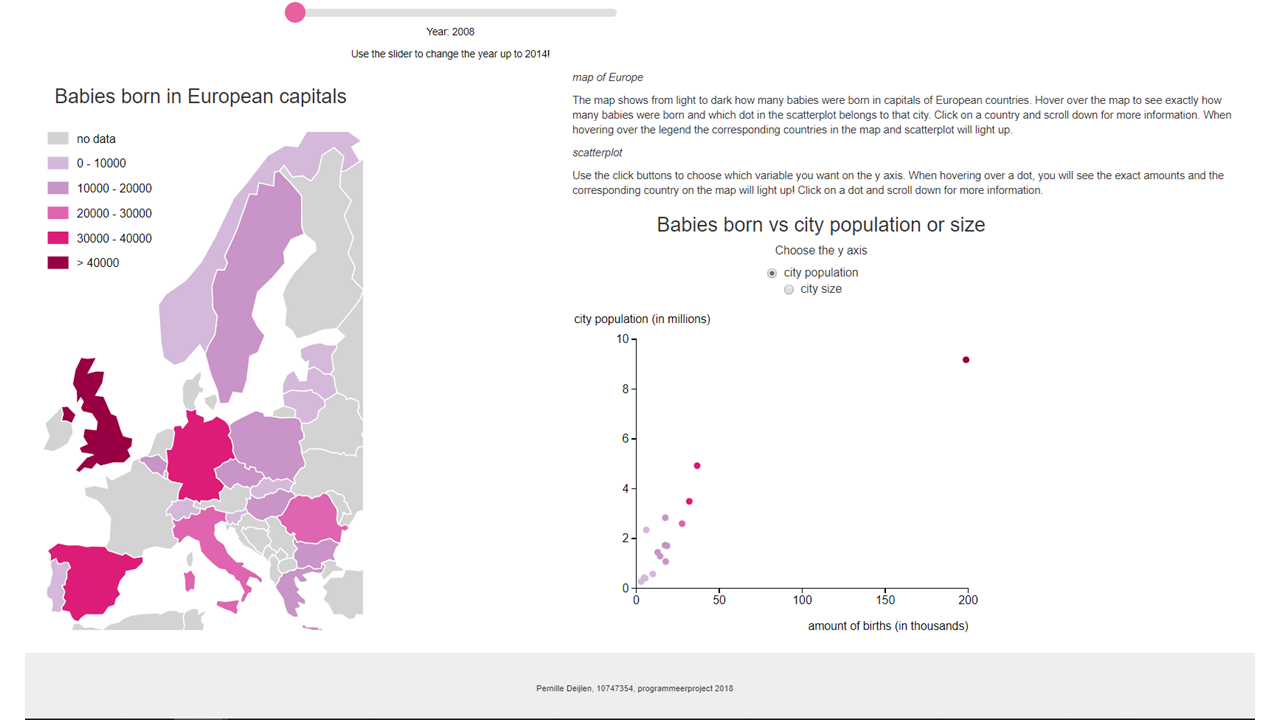 Year: 2008
Use the slider to change the year up to 2014!
Babies born in European capitals
no data
0 - 10000
10000 - 20000
20000 - 30000
30000 - 40000
> 40000
map of Europe
The map shows from light to dark how many babies were born in capitals of European countries. Hover over the map to see exactly how
many babies were born and which dot in the scatterplot belongs to that city. Click on a country and scroll down for more information. When
hovering over the legend the corresponding countries in the map and scatterplot will light up.
scatterplot
Use the click buttons to choose which variable you want on the y axis. When hovering over a dot, you will see the exact amounts and the
corresponding country on the map will light up! Click on a dot and scroll down for more information.
Babies born vs city population or size
Choose the y axis
city population
city size
city population (in millions)
10
8
6
4
2
0
0 50 100 150 200
amount of births (in thousands)
Pernille Deijlen, 10747354, programmeerproject 2018